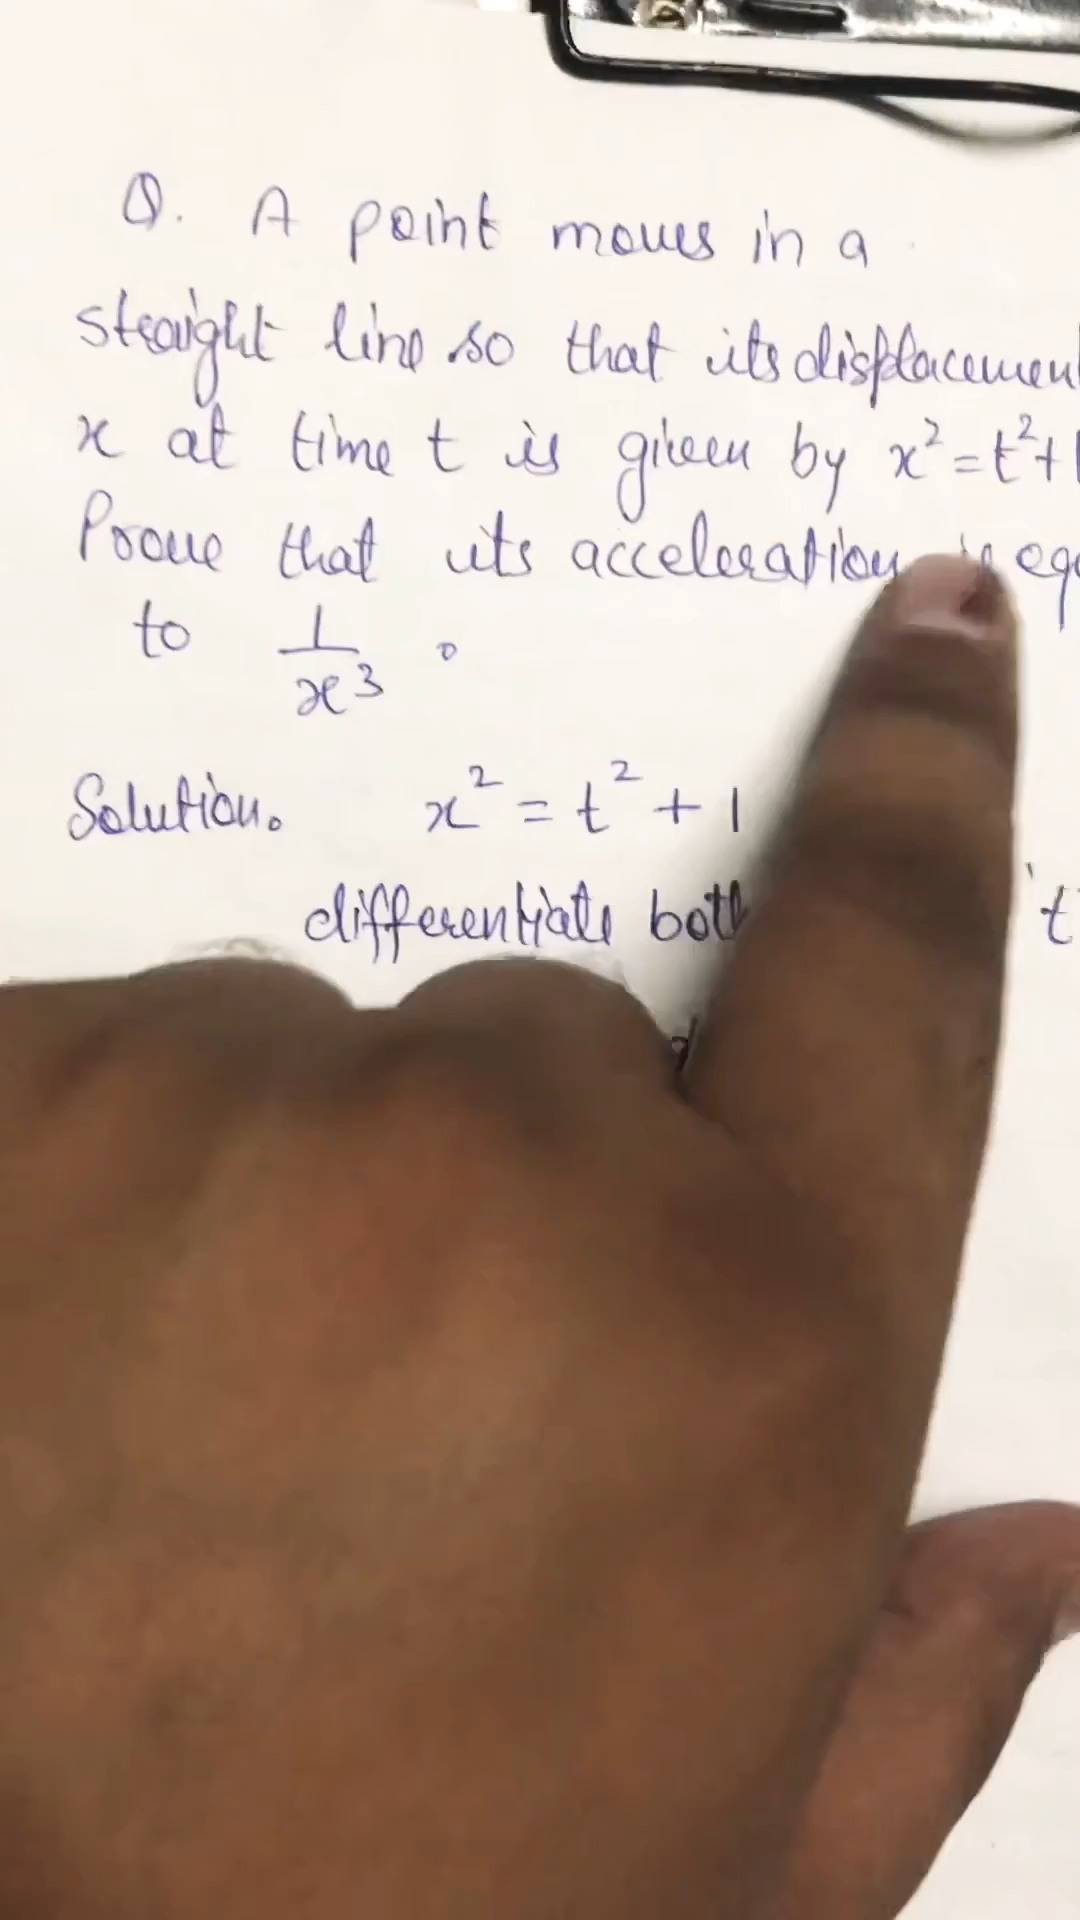 Q. A point moves in a
straight line so that its displacement
x at time t is given by x² = t² + 1
Prove that its acceleration is
to 1/x³.
Solution. x² = t² + 1
differentiate both 't'